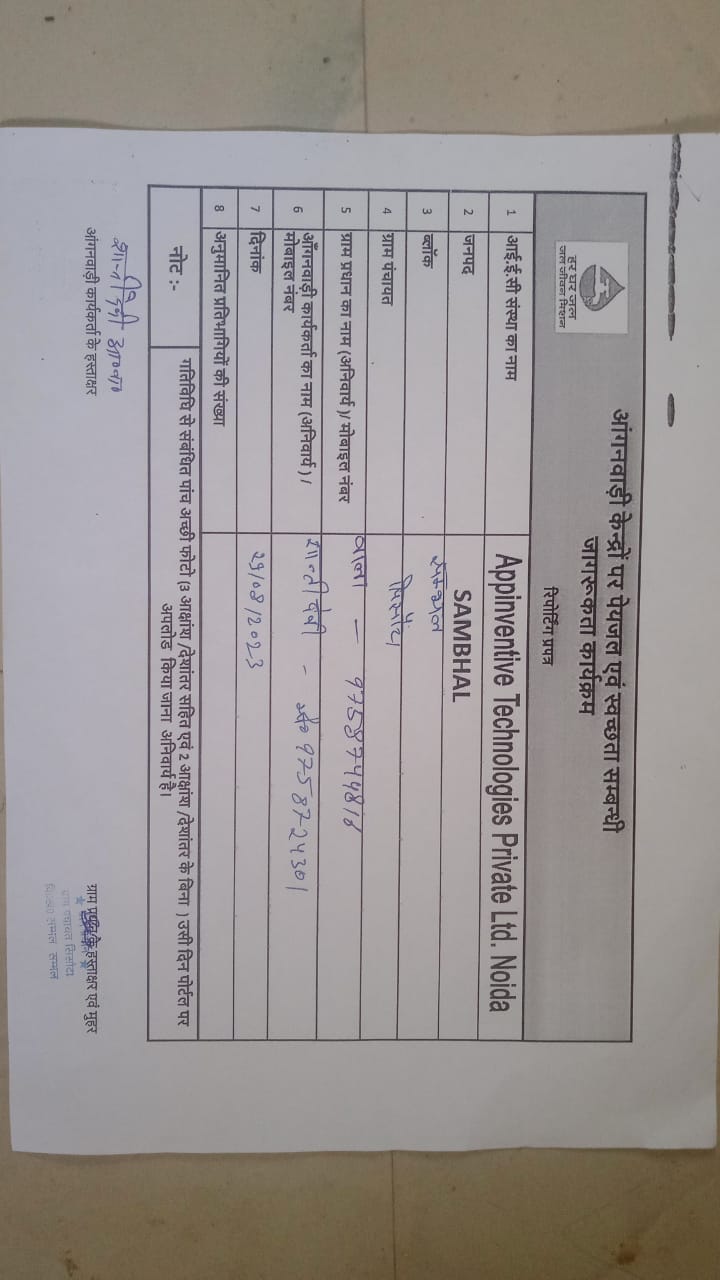 हर घर जल
जल जीवन मिशन
आंगनवाड़ी केन्द्रों पर पेयजल एवं स्वच्छता सम्बन्धी
जागरूकता कार्यक्रम
रिपोर्टिंग प्रपत्र
1 आई.ई.सी संस्था का नाम Appinventive Technologies Private Ltd. Noida
2 जनपद SAMBHAL
3 ब्लॉक सम्भल
4 ग्राम पंचायत
5 ग्राम प्रधान का नाम (अनिवार्य)/ मोबाइल नंबर बाला —
6 आँगनवाड़ी कार्यकर्ता का नाम (अनिवार्य) / शान्ती देवी - मो० 9758724301
मोबाइल नंबर
7 दिनांक 29/08/2023
8 अनुमानित प्रतिभागियों की संख्या
नोट :- गतिविधि से संबंधित पांच अच्छी फोटो (3 आक्षांश /देशांतर सहित एवं 2 आक्षांश /देशांतर के बिना ) उसी दिन पोर्टल पर
अपलोड किया जाना अनिवार्य है।
आंगनवाड़ी कार्यकर्ता के हस्ताक्षर
ग्राम प्रधान के हस्ताक्षर एवं मुहर